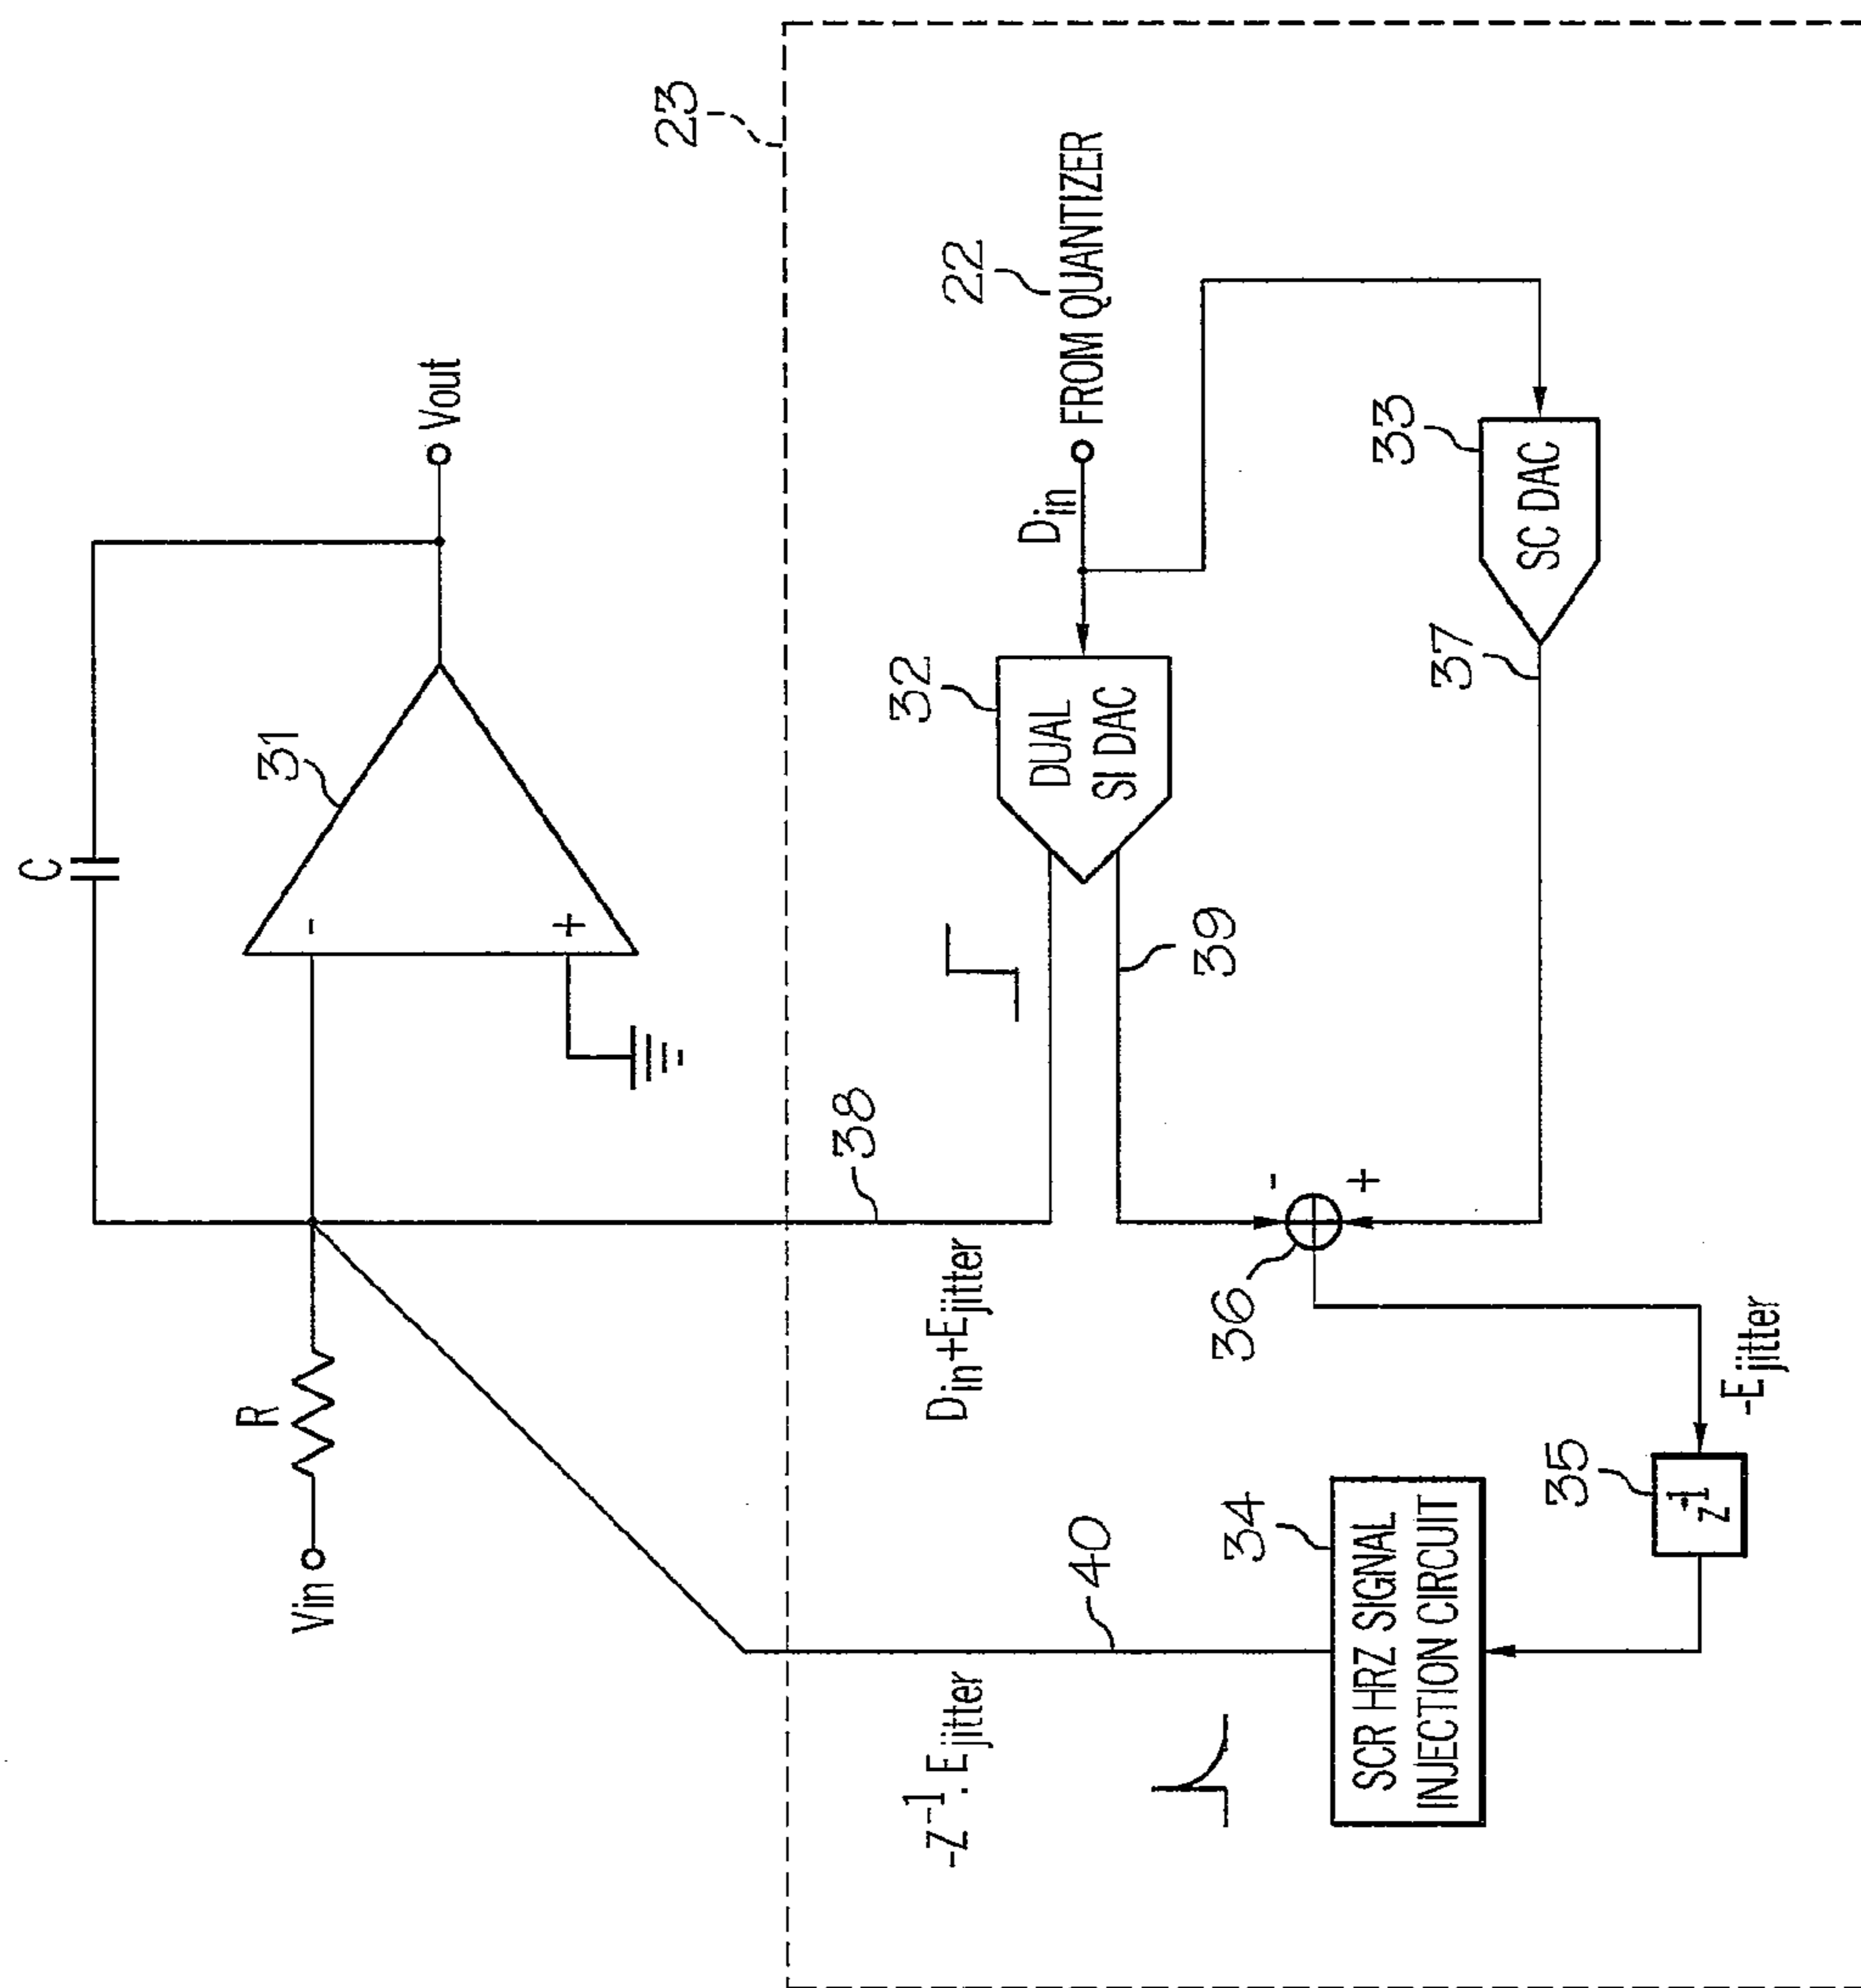 C
31
-
+
Vout
R
Vin
23
38
Din+Ejitter
40
-Z-1.Ejitter
32
DUAL
SI DAC
Din
22
FROM QUANTIZER
39
33
SC DAC
37
36
-
+
34
SCR HRZ SIGNAL
INJECTION CIRCUIT
35
z-1
-Ejitter